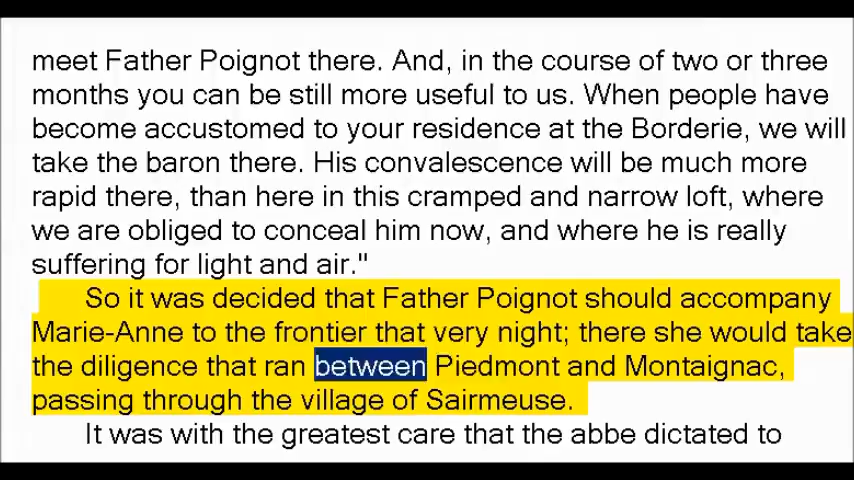 meet Father Poignot there. And, in the course of two or three
months you can be still more useful to us. When people have
become accustomed to your residence at the Borderie, we will
take the baron there. His convalescence will be much more
rapid there, than here in this cramped and narrow loft, where
we are obliged to conceal him now, and where he is really
suffering for light and air."
So it was decided that Father Poignot should accompany
Marie-Anne to the frontier that very night; there she would take
the diligence that ran between Piedmont and Montaignac,
passing through the village of Sairmeuse.
It was with the greatest care that the abbe dictated to